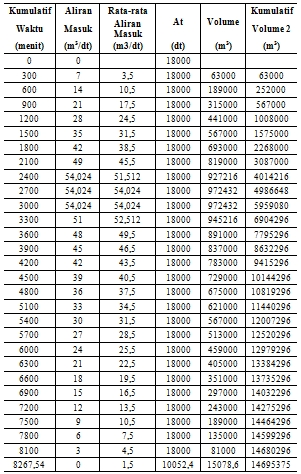 Kumulatif Waktu (menit) Aliran Masuk (m³/dt) Rata-rata Aliran Masuk (m3/dt) At (dt) Volume (m³) Kumulatif Volume 2 (m³)
0 0 18000
300 7 3,5 18000 63000 63000
600 14 10,5 18000 189000 252000
900 21 17,5 18000 315000 567000
1200 28 24,5 18000 441000 1008000
1500 35 31,5 18000 567000 1575000
1800 42 38,5 18000 693000 2268000
2100 49 45,5 18000 819000 3087000
2400 54,024 51,512 18000 927216 4014216
2700 54,024 54,024 18000 972432 4986648
3000 54,024 54,024 18000 972432 5959080
3300 51 52,512 18000 945216 6904296
3600 48 49,5 18000 891000 7795296
3900 45 46,5 18000 837000 8632296
4200 42 43,5 18000 783000 9415296
4500 39 40,5 18000 729000 10144296
4800 36 37,5 18000 675000 10819296
5100 33 34,5 18000 621000 11440296
5400 30 31,5 18000 567000 12007296
5700 27 28,5 18000 513000 12520296
6000 24 25,5 18000 459000 12979296
6300 21 22,5 18000 405000 13384296
6600 18 19,5 18000 351000 13735296
6900 15 16,5 18000 297000 14032296
7200 12 13,5 18000 243000 14275296
7500 9 10,5 18000 189000 14464296
7800 6 7,5 18000 135000 14599296
8100 3 4,5 18000 81000 14680296
8267,54 0 1,5 10052,4 15078,6 14695375